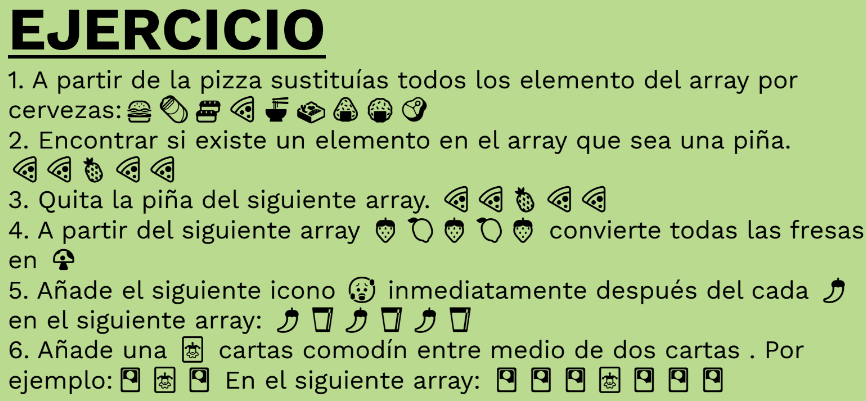 EJERCICIO
1. A partir de la pizza sustituías todos los elemento del array por
cervezas:
2. Encontrar si existe un elemento en el array que sea una piña.
3. Quita la piña del siguiente array.
4. A partir del siguiente array convierte todas las fresas
en
5. Añade el siguiente icono inmediatamente después del cada
en el siguiente array:
6. Añade una cartas comodín entre medio de dos cartas . Por
ejemplo: En el siguiente array: